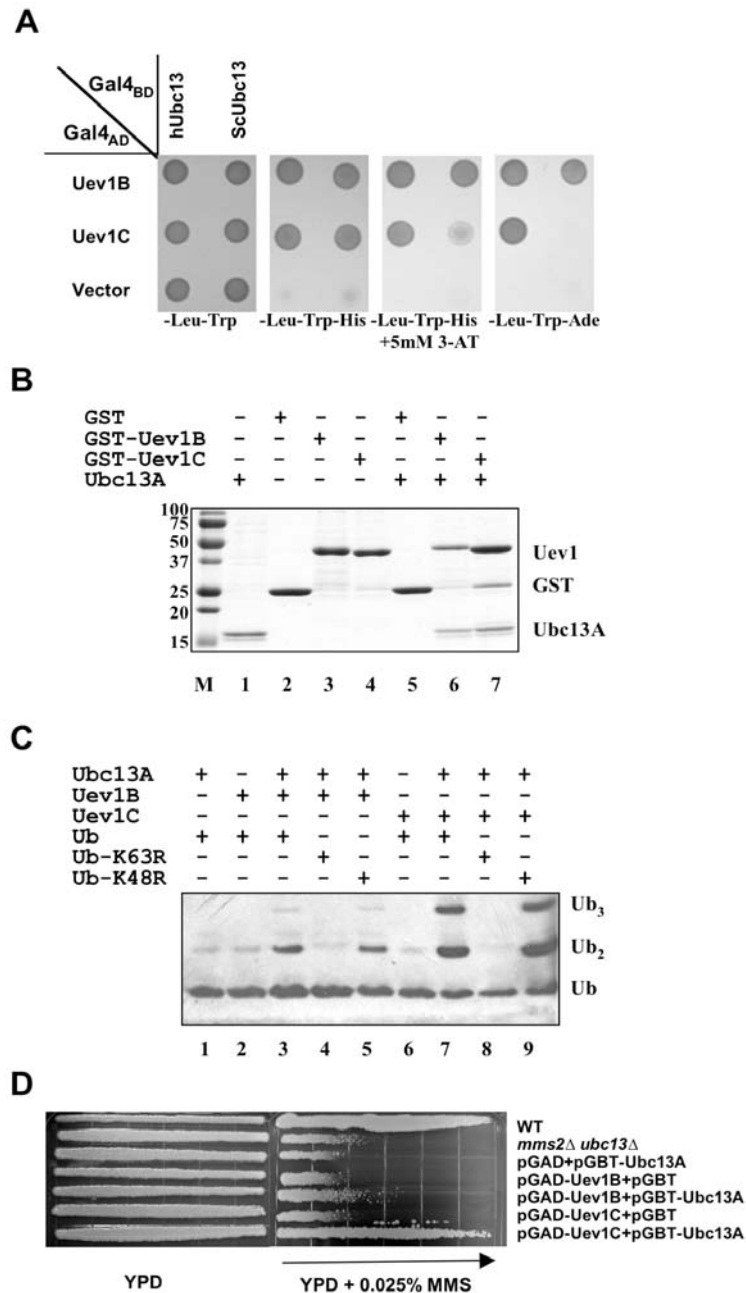 A
Gal4BD
Gal4AD
hUbc13
ScUbc13
Uev1B
Uev1C
Vector
-Leu-Trp
-Leu-Trp-His
-Leu-Trp-His
+5mM 3-AT
-Leu-Trp-Ade
B
GST - + - - + - -
GST-Uev1B - - + - - + -
GST-Uev1C - - - + - - +
Ubc13A + - - - + + +
100
75
50
37
25
20
15
Uev1
GST
Ubc13A
M 1 2 3 4 5 6 7
C
Ubc13A + - + + + - + + +
Uev1B - + + + + - - - -
Uev1C - - - - - + + + +
Ub + + + - - + + - -
Ub-K63R - - - + - - - + -
Ub-K48R - - - - + - - - +
Ub3
Ub2
Ub
1 2 3 4 5 6 7 8 9
D
WT
mms2Δ ubc13Δ
pGAD+pGBT-Ubc13A
pGAD-Uev1B+pGBT
pGAD-Uev1B+pGBT-Ubc13A
pGAD-Uev1C+pGBT
pGAD-Uev1C+pGBT-Ubc13A
YPD
YPD + 0.025% MMS